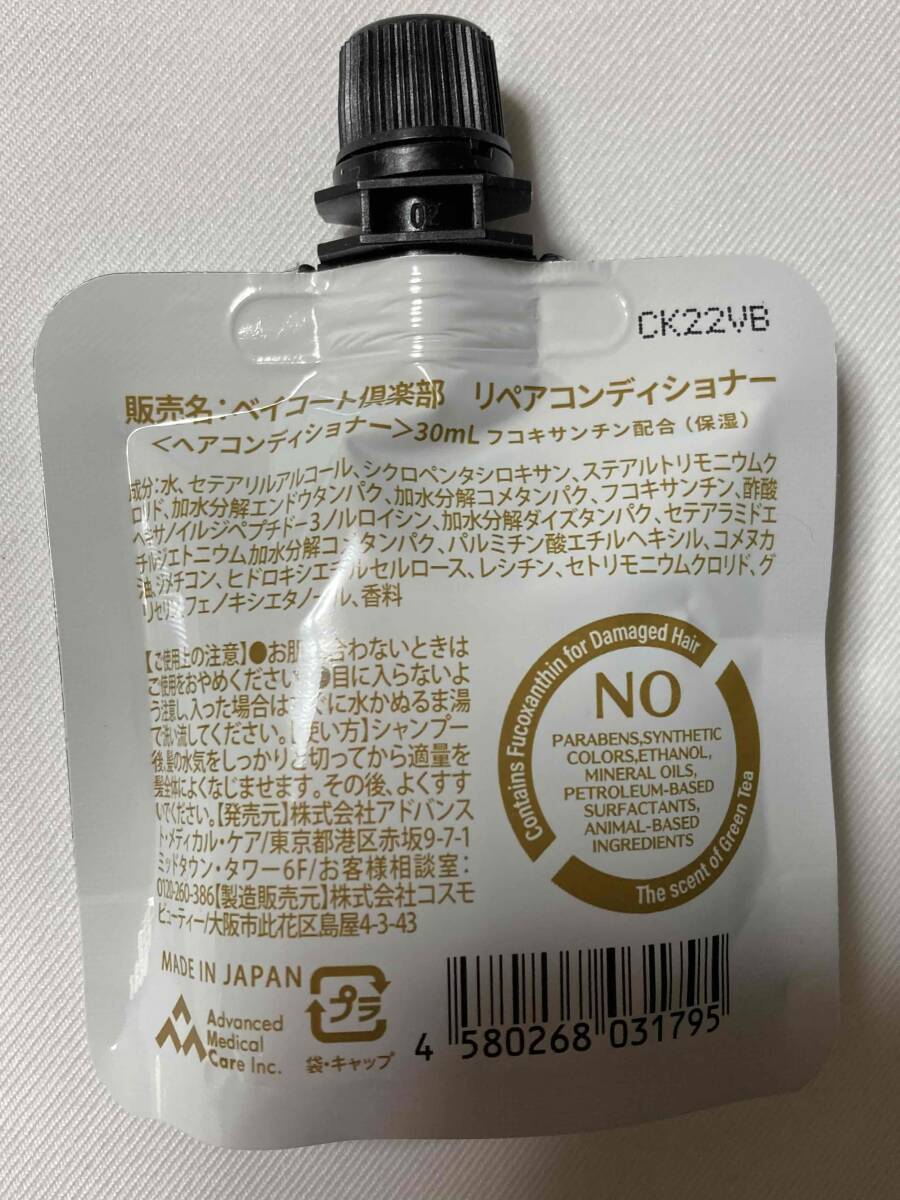 02
CK22VB
販売名：ベイコート倶楽部 リペアコンディショナー
＜ヘアコンディショナー＞30mL フコキサンチン配合（保湿）
成分：水、セテアリルアルコール、シクロペンタシロキサン、ステアルトリモニウムク
ロリド、加水分解エンドウタンパク、加水分解コメタンパク、フコキサンチン、酢酸
ヘキサノイルジペプチド-3ノルロイシン、加水分解ダイズタンパク、セテアラミドエ
チルジエトニウム加水分解コメタンパク、パルミチン酸エチルヘキシル、コメヌカ
油、ジメチコン、ヒドロキシエチルセルロース、レシチン、セトリモニウムクロリド、グ
リセリン、フェノキシエタノール、香料
【ご使用上の注意】●お肌に合わないときは
ご使用をおやめください。●目に入らないよ
う注意し、入った場合はすぐに水かぬるま湯
で洗い流してください。【使い方】シャンプー
後、髪の水気をしっかりと切ってから適量を
髪全体によくなじませます。その後、よくすす
いでください。【発売元】株式会社アドバンス
ト・メディカル・ケア/東京都港区赤坂9-7-1
ミッドタウン・タワー6F/お客様相談室：
0120-260-386【製造販売元】株式会社コスモ
ビューティー/大阪市此花区島屋4-3-43
Contains Fucoxanthin for Damaged Hair
NO
PARABENS,SYNTHETIC
COLORS,ETHANOL,
MINERAL OILS,
PETROLEUM-BASED
SURFACTANTS,
ANIMAL-BASED
INGREDIENTS
The scent of Green Tea
MADE IN JAPAN
Advanced
Medical
Care Inc.
プラ
袋・キャップ
4 580268 031795